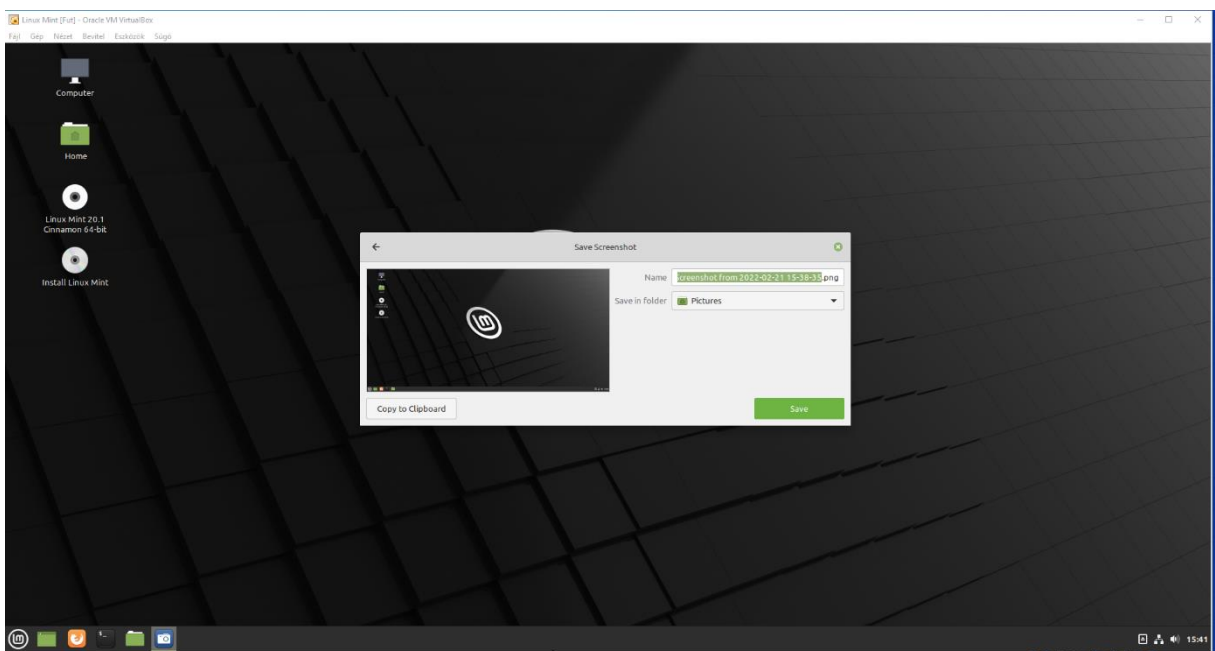 Linux Mint [Fut] - Oracle VM VirtualBox
Fájl Gép Nézet Bevitel Eszközök Súgó
Computer
Home
Linux Mint 20.1
Cinnamon 64-bit
Install Linux Mint
Save Screenshot
Name creenshot from 2022-02-21 15-38-35.png
Save in folder Pictures
Copy to Clipboard Save
15:41